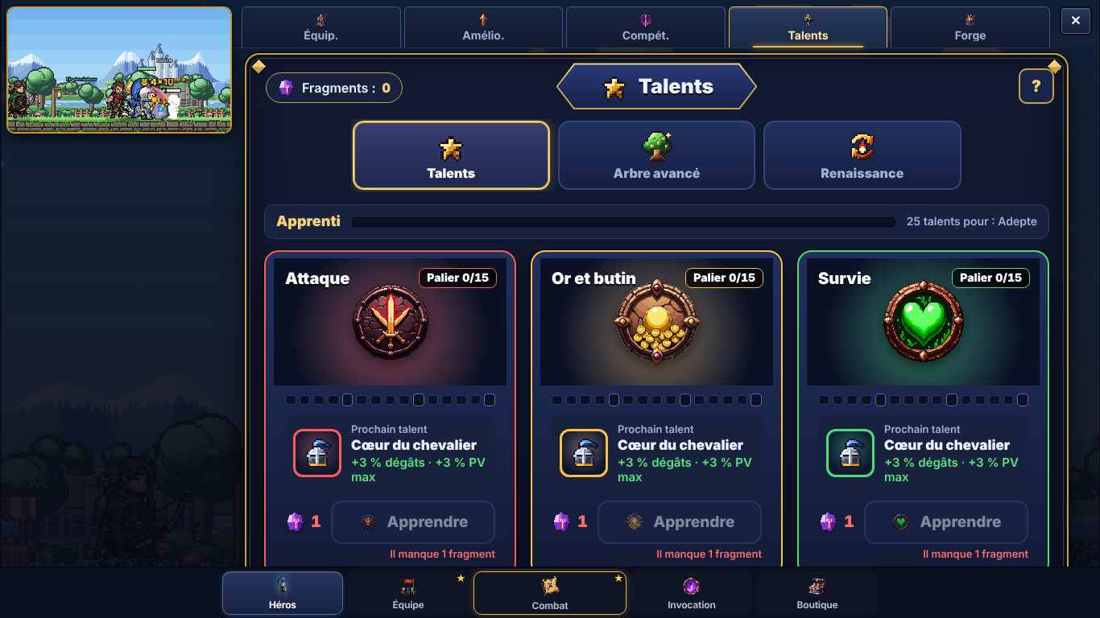 Équip.
Amélio.
Compét.
Talents
Forge
×
Fragments : 0
Talents
?
Talents
Arbre avancé
Renaissance
Apprenti
25 talents pour : Adepte
Attaque
Palier 0/15
Prochain talent
Cœur du chevalier
+3 % dégâts · +3 % PV
max
1
Apprendre
Il manque 1 fragment
Or et butin
Palier 0/15
Prochain talent
Cœur du chevalier
+3 % dégâts · +3 % PV
max
1
Apprendre
Il manque 1 fragment
Survie
Palier 0/15
Prochain talent
Cœur du chevalier
+3 % dégâts · +3 % PV
max
1
Apprendre
Il manque 1 fragment
Héros
Équipe
Combat
Invocation
Boutique